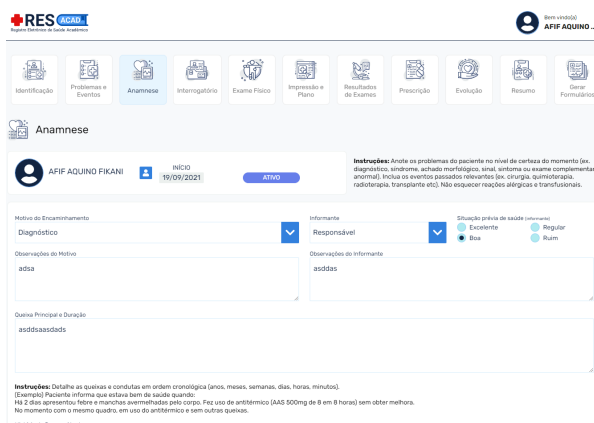 RES ACAD.
Registro Eletrônico de Saúde Acadêmico
Bem vindo(a)
AFIF AQUINO ..
Identificação
Problemas e
Eventos
Anamnese
Interrogatório
Exame Físico
Impressão e
Plano
Resultados
de Exames
Prescrição
Evolução
Resumo
Gerar
Formulários
Anamnese
AFIF AQUINO FIKANI
INÍCIO
19/09/2021
ATIVO
Instruções: Anote os problemas do paciente no nível de certeza do momento (ex.
diagnóstico, síndrome, achado morfológico, sinal, sintoma ou exame complementar
anormal). Inclua os eventos passados relevantes (ex. cirurgia, quimioterapia,
radioterapia, transplante etc). Não esquecer reações alérgicas e transfusionais.
Motivo do Encaminhamento
Diagnóstico
Informante
Responsável
Situação prévia de saúde (informante)
Excelente
Regular
Boa
Ruim
Observações do Motivo
adsa
Observações do Informante
asddas
Queixa Principal e Duração
asddsaasdads
Instruções: Detalhe as queixas e condutas em ordem cronológica (anos, meses, semanas, dias, horas, minutos).
(Exemplo) Paciente informa que estava bem de saúde quando:
Há 2 dias apresentou febre e manchas avermelhadas pelo corpo. Fez uso de antitérmico (AAS 500mg de 8 em 8 horas) sem obter melhora.
No momento com o mesmo quadro, em uso do antitérmico e sem outras queixas.